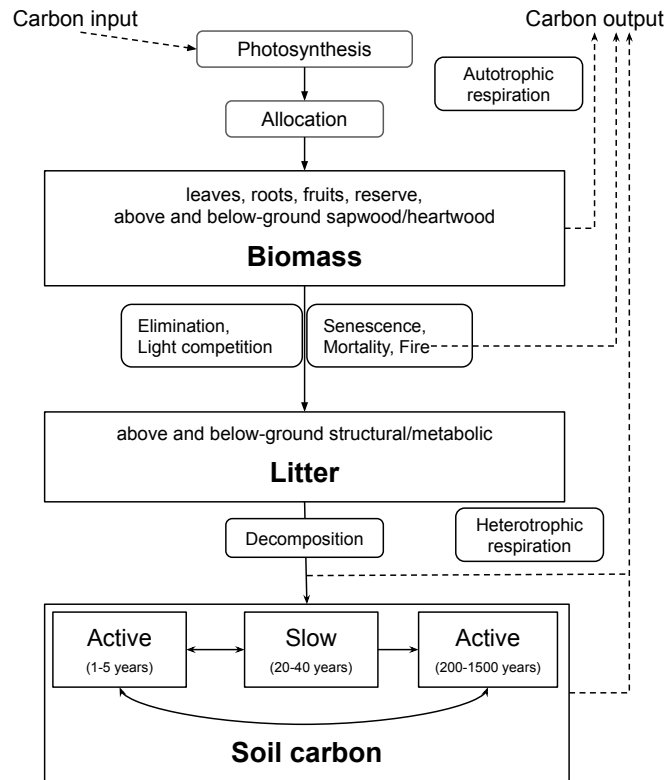 Carbon input
Carbon output
Photosynthesis
Autotrophic
respiration
Allocation
leaves, roots, fruits, reserve,
above and below-ground sapwood/heartwood
Biomass
Elimination,
Light competition
Senescence,
Mortality, Fire
above and below-ground structural/metabolic
Litter
Decomposition
Heterotrophic
respiration
Active
(1-5 years)
Slow
(20-40 years)
Active
(200-1500 years)
Soil carbon